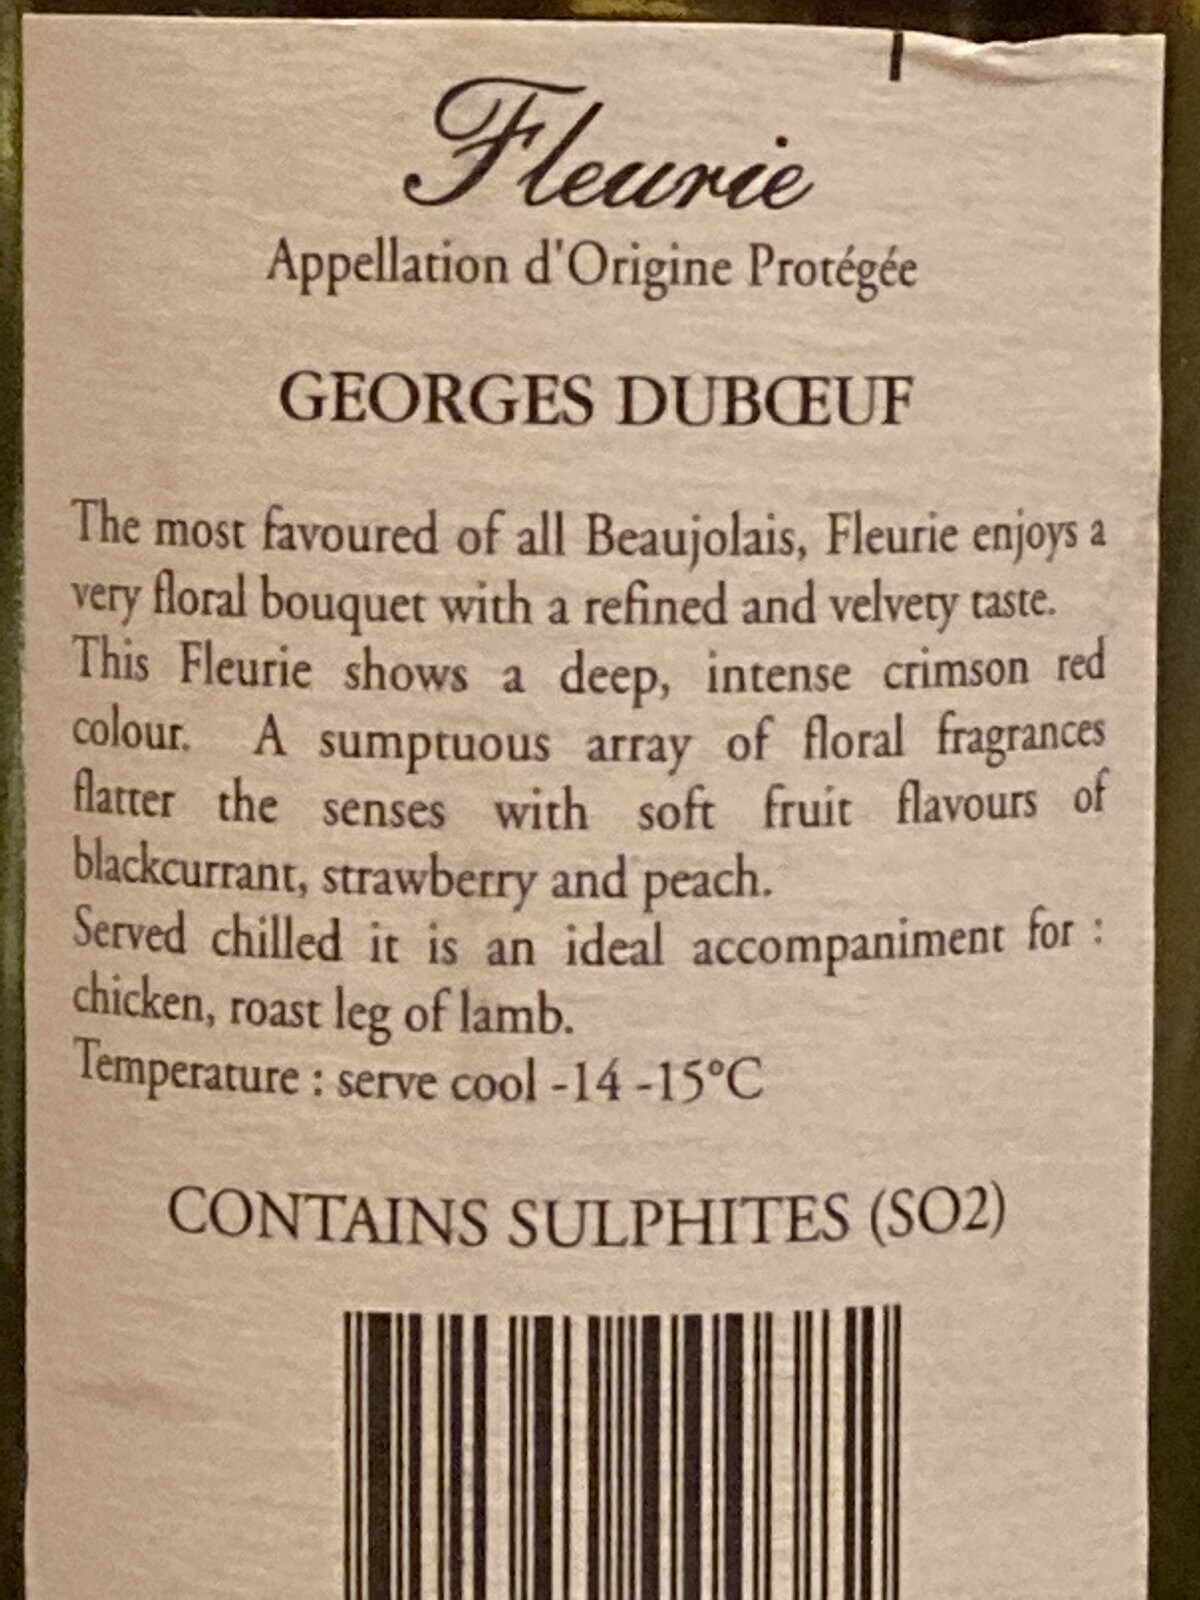 Fleurie
Appellation d'Origine Protégée
GEORGES DUBŒUF
The most favoured of all Beaujolais, Fleurie enjoys a
very floral bouquet with a refined and velvety taste.
This Fleurie shows a deep, intense crimson red
colour. A sumptuous array of floral fragrances
flatter the senses with soft fruit flavours of
blackcurrant, strawberry and peach.
Served chilled it is an ideal accompaniment for :
chicken, roast leg of lamb.
Temperature : serve cool -14 -15°C
CONTAINS SULPHITES (SO2)